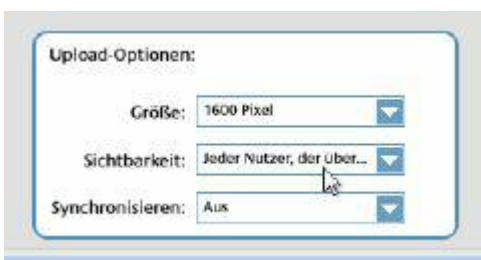 Upload-Optionen:
Größe: 1600 Pixel
Sichtbarkeit: Jeder Nutzer, der über...
Synchronisieren: Aus